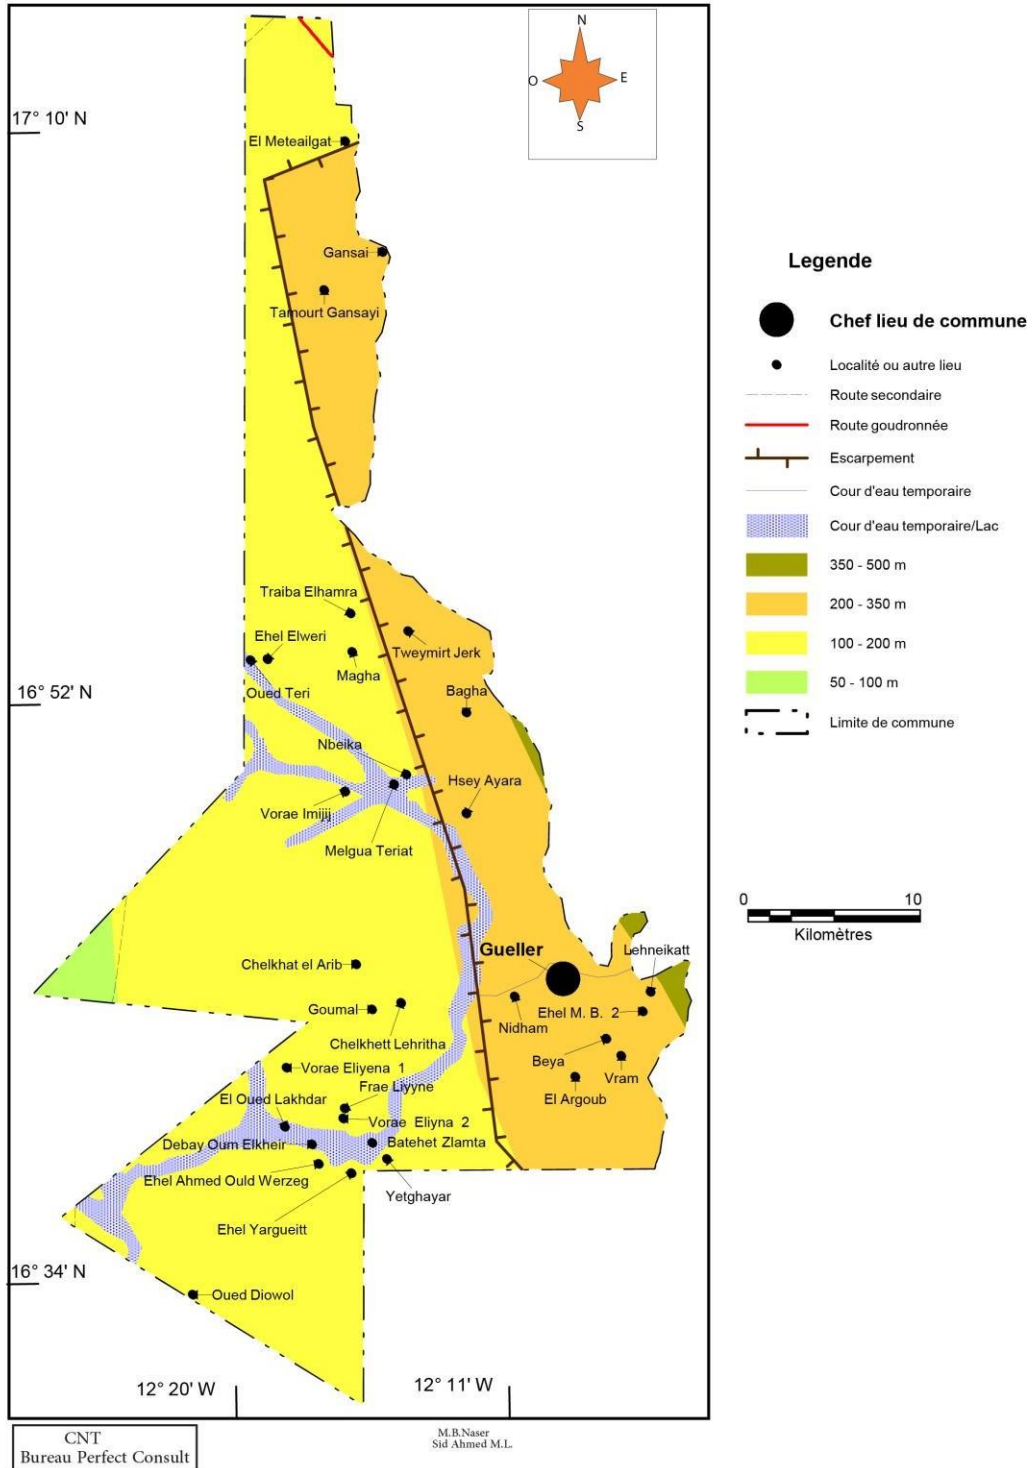 N
O
E
S
17° 10' N
El Meteailgat
Gansai
Tamourt Gansayi
Legende
Chef lieu de commune
Localité ou autre lieu
Route secondaire
Route goudronnée
Escarpement
Cour d'eau temporaire
Cour d'eau temporaire/Lac
350 - 500 m
200 - 350 m
100 - 200 m
50 - 100 m
Limite de commune
Traiba Elhamra
Ehel Elweri
Tweymirt Jerk
Magha
Oued Teri
16° 52' N
Bagha
Nbeika
Hsey Ayara
Vorae Imijij
Melgua Teriat
0
10
Kilomètres
Gueller
Lehneikatt
Chelkhat el Arib
Goumal
Ehel M. B. 2
Nidham
Chelkhett Lehritha
Beya
Vorae Eliyena 1
Vram
Frae Liyyne
El Argoub
El Oued Lakhdar
Vorae Eliyna 2
Debay Oum Elkheir
Batehet Zlamta
Ehel Ahmed Ould Werzeg
Yetghayar
Ehel Yargueitt
16° 34' N
Oued Diowol
12° 20' W
12° 11' W
CNT
Bureau Perfect Consult
M.B.Naser
Sid Ahmed M.L.